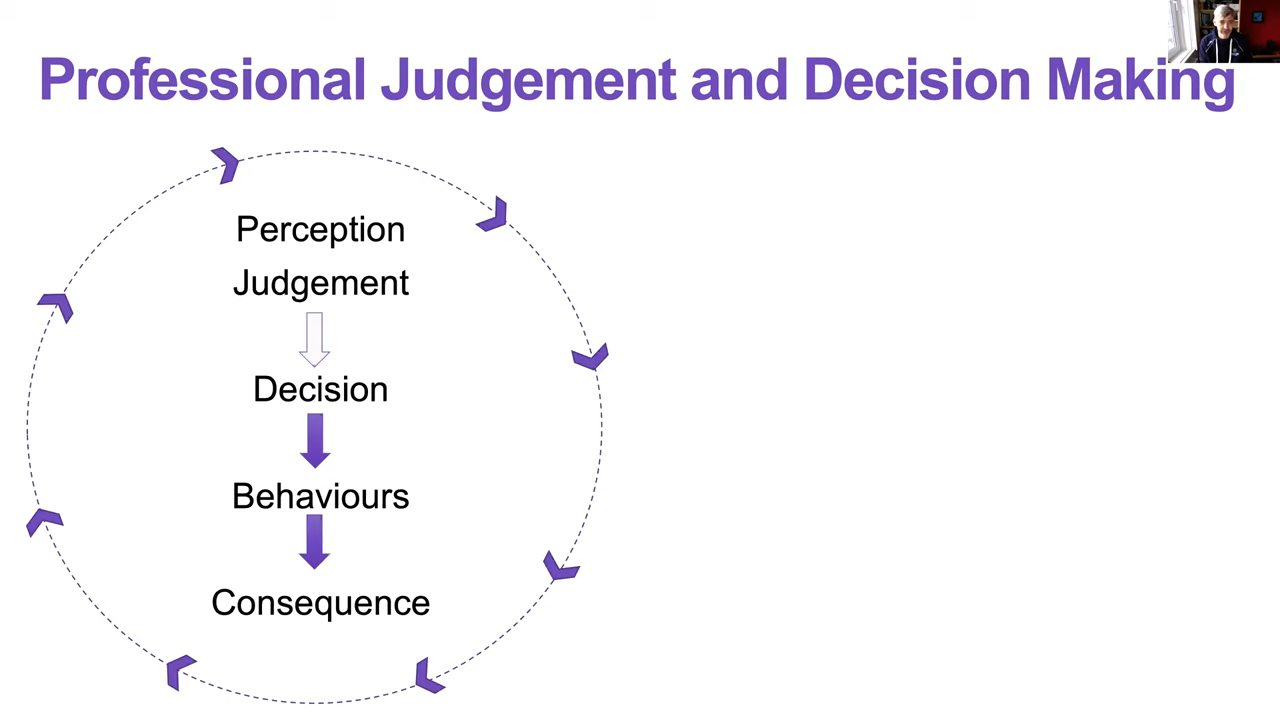 Professional Judgement and Decision Making
Perception
Judgement
Decision
Behaviours
Consequence